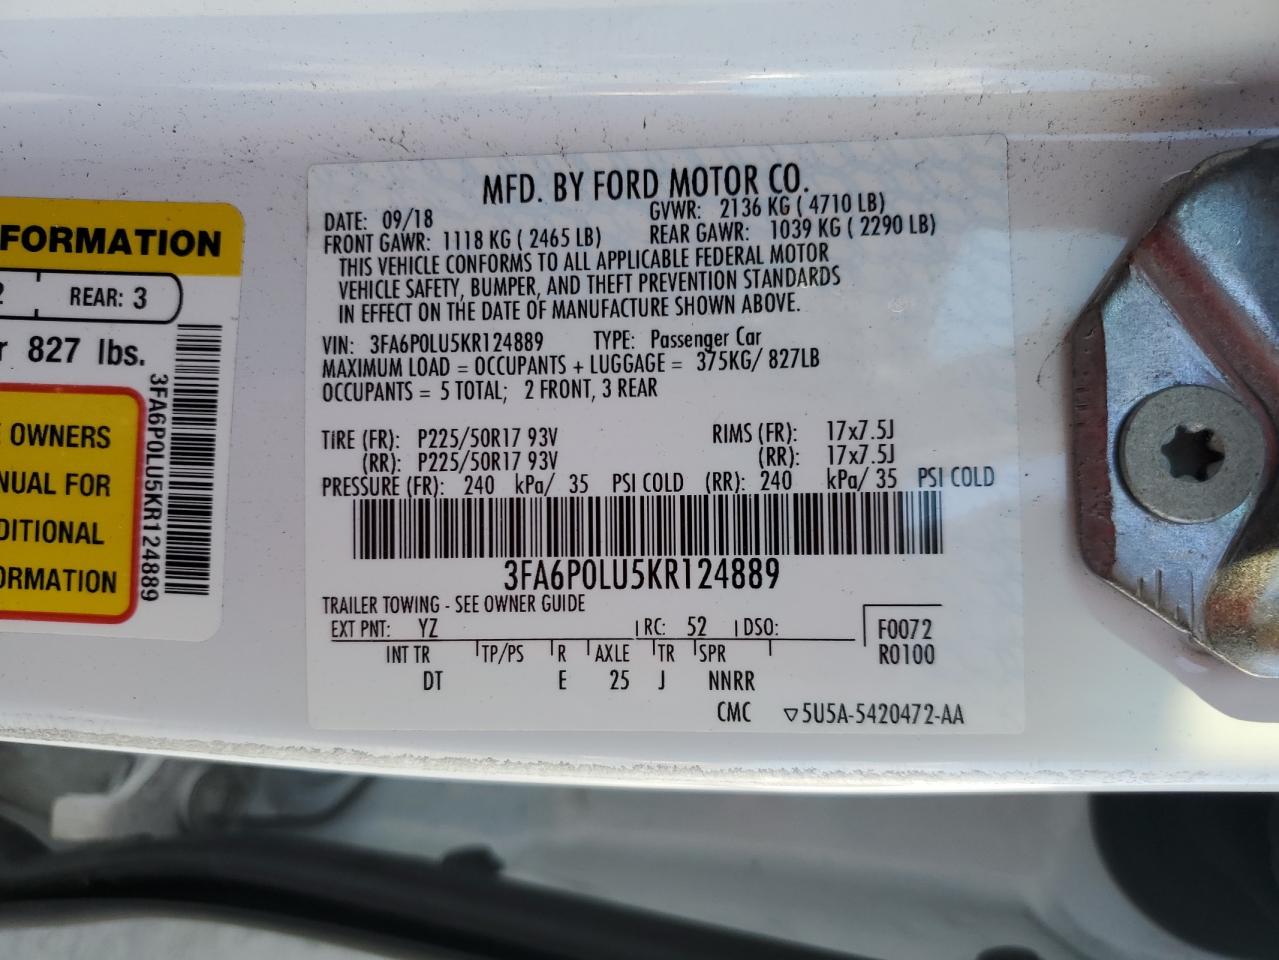 FORMATION
2 REAR: 3
r 827 lbs.
E OWNERS
NUAL FOR
DITIONAL
ORMATION
3FA6P0LU5KR124889
MFD. BY FORD MOTOR CO.
DATE: 09/18 GVWR: 2136 KG ( 4710 LB)
FRONT GAWR: 1118 KG ( 2465 LB) REAR GAWR: 1039 KG ( 2290 LB)
THIS VEHICLE CONFORMS TO ALL APPLICABLE FEDERAL MOTOR
VEHICLE SAFETY, BUMPER, AND THEFT PREVENTION STANDARDS
IN EFFECT ON THE DATE OF MANUFACTURE SHOWN ABOVE.
VIN: 3FA6P0LU5KR124889 TYPE: Passenger Car
MAXIMUM LOAD = OCCUPANTS + LUGGAGE = 375KG/ 827LB
OCCUPANTS = 5 TOTAL; 2 FRONT, 3 REAR
TIRE (FR): P225/50R17 93V RIMS (FR): 17x7.5J
(RR): P225/50R17 93V (RR): 17x7.5J
PRESSURE (FR): 240 kPa/ 35 PSI COLD (RR): 240 kPa/ 35 PSI COLD
3FA6P0LU5KR124889
TRAILER TOWING - SEE OWNER GUIDE
EXT PNT: YZ RC: 52 DSO: F0072
INT TR TP/PS R AXLE TR SPR R0100
DT E 25 J NNRR
CMC ▽5U5A-5420472-AA